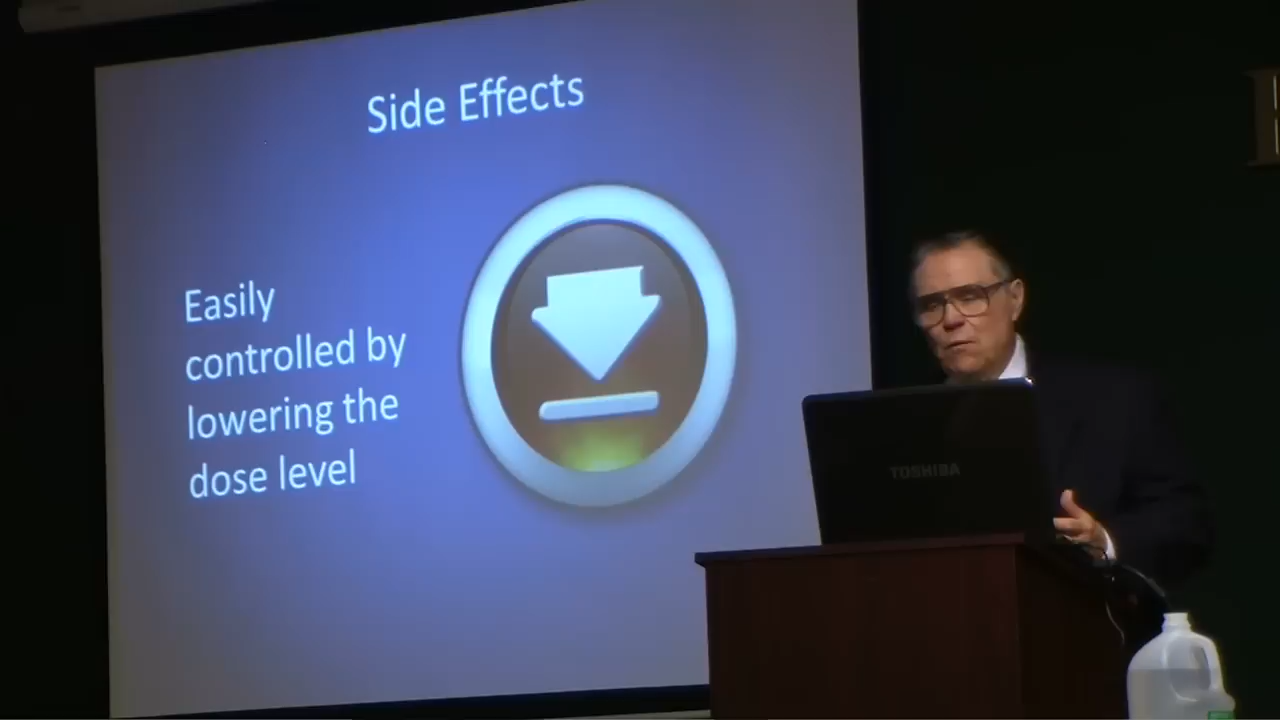 Side Effects
Easily
controlled by
lowering the
dose level
TOSHIBA